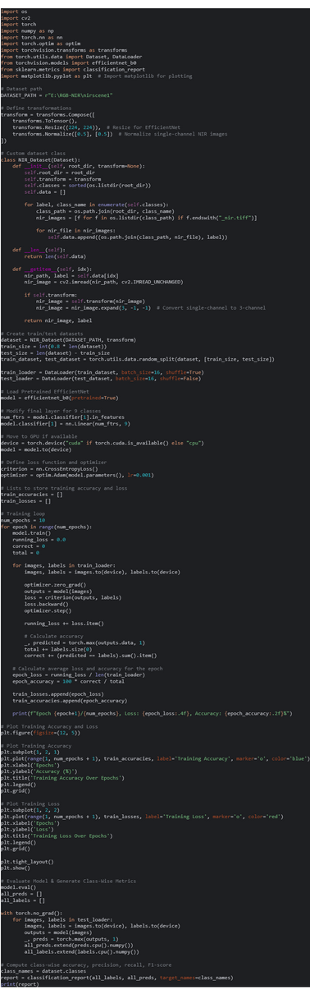 import os
import cv2
import torch
import numpy as np
import torch.nn as nn
import torch.optim as optim
import torchvision.transforms as transforms
from torch.utils.data import Dataset, DataLoader
from torchvision.models import efficientnet_b0
from sklearn.metrics import classification_report
import matplotlib.pyplot as plt  # Import matplotlib for plotting

# Dataset path
DATASET_PATH = r"E:\RGB-NIR\nirscene1"

# Define transformations
transform = transforms.Compose([
    transforms.ToTensor(),
    transforms.Resize((224, 224)),  # Resize for EfficientNet
    transforms.Normalize([0.5], [0.5])  # Normalize single-channel NIR images
])

# Custom dataset class
class NIR_Dataset(Dataset):
    def __init__(self, root_dir, transform=None):
        self.root_dir = root_dir
        self.transform = transform
        self.classes = sorted(os.listdir(root_dir))
        self.data = []

        for label, class_name in enumerate(self.classes):
            class_path = os.path.join(root_dir, class_name)
            nir_images = [f for f in os.listdir(class_path) if f.endswith("_nir.tiff")]

            for nir_file in nir_images:
                self.data.append((os.path.join(class_path, nir_file), label))

    def __len__(self):
        return len(self.data)

    def __getitem__(self, idx):
        nir_path, label = self.data[idx]
        nir_image = cv2.imread(nir_path, cv2.IMREAD_UNCHANGED)

        if self.transform:
            nir_image = self.transform(nir_image)
            nir_image = nir_image.expand(3, -1, -1)  # Convert single-channel to 3-channel

        return nir_image, label

# Create train/test datasets
dataset = NIR_Dataset(DATASET_PATH, transform)
train_size = int(0.8 * len(dataset))
test_size = len(dataset) - train_size
train_dataset, test_dataset = torch.utils.data.random_split(dataset, [train_size, test_size])

train_loader = DataLoader(train_dataset, batch_size=16, shuffle=True)
test_loader = DataLoader(test_dataset, batch_size=16, shuffle=False)

# Load Pretrained EfficientNet
model = efficientnet_b0(pretrained=True)

# Modify final layer for 9 classes
num_ftrs = model.classifier[1].in_features
model.classifier[1] = nn.Linear(num_ftrs, 9)

# Move to GPU if available
device = torch.device("cuda" if torch.cuda.is_available() else "cpu")
model = model.to(device)

# Define loss function and optimizer
criterion = nn.CrossEntropyLoss()
optimizer = optim.Adam(model.parameters(), lr=0.001)

# Lists to store training accuracy and loss
train_accuracies = []
train_losses = []

# Training loop
num_epochs = 10
for epoch in range(num_epochs):
    model.train()
    running_loss = 0.0
    correct = 0
    total = 0

    for images, labels in train_loader:
        images, labels = images.to(device), labels.to(device)

        optimizer.zero_grad()
        outputs = model(images)
        loss = criterion(outputs, labels)
        loss.backward()
        optimizer.step()

        running_loss += loss.item()

        # Calculate accuracy
        _, predicted = torch.max(outputs.data, 1)
        total += labels.size(0)
        correct += (predicted == labels).sum().item()

    # Calculate average loss and accuracy for the epoch
    epoch_loss = running_loss / len(train_loader)
    epoch_accuracy = 100 * correct / total

    train_losses.append(epoch_loss)
    train_accuracies.append(epoch_accuracy)

    print(f"Epoch {epoch+1}/{num_epochs}, Loss: {epoch_loss:.4f}, Accuracy: {epoch_accuracy:.2f}%")

# Plot Training Accuracy and Loss
plt.figure(figsize=(12, 5))

# Plot Training Accuracy
plt.subplot(1, 2, 1)
plt.plot(range(1, num_epochs + 1), train_accuracies, label='Training Accuracy', marker='o', color='blue')
plt.xlabel('Epochs')
plt.ylabel('Accuracy (%)')
plt.title('Training Accuracy Over Epochs')
plt.legend()
plt.grid()

# Plot Training Loss
plt.subplot(1, 2, 2)
plt.plot(range(1, num_epochs + 1), train_losses, label='Training Loss', marker='o', color='red')
plt.xlabel('Epochs')
plt.ylabel('Loss')
plt.title('Training Loss Over Epochs')
plt.legend()
plt.grid()

plt.tight_layout()
plt.show()

# Evaluate Model & Generate Class-Wise Metrics
model.eval()
all_preds = []
all_labels = []

with torch.no_grad():
    for images, labels in test_loader:
        images, labels = images.to(device), labels.to(device)
        outputs = model(images)
        _, preds = torch.max(outputs, 1)
        all_preds.extend(preds.cpu().numpy())
        all_labels.extend(labels.cpu().numpy())

# Compute class-wise accuracy, precision, recall, F1-score
class_names = dataset.classes
report = classification_report(all_labels, all_preds, target_names=class_names)
print(report)